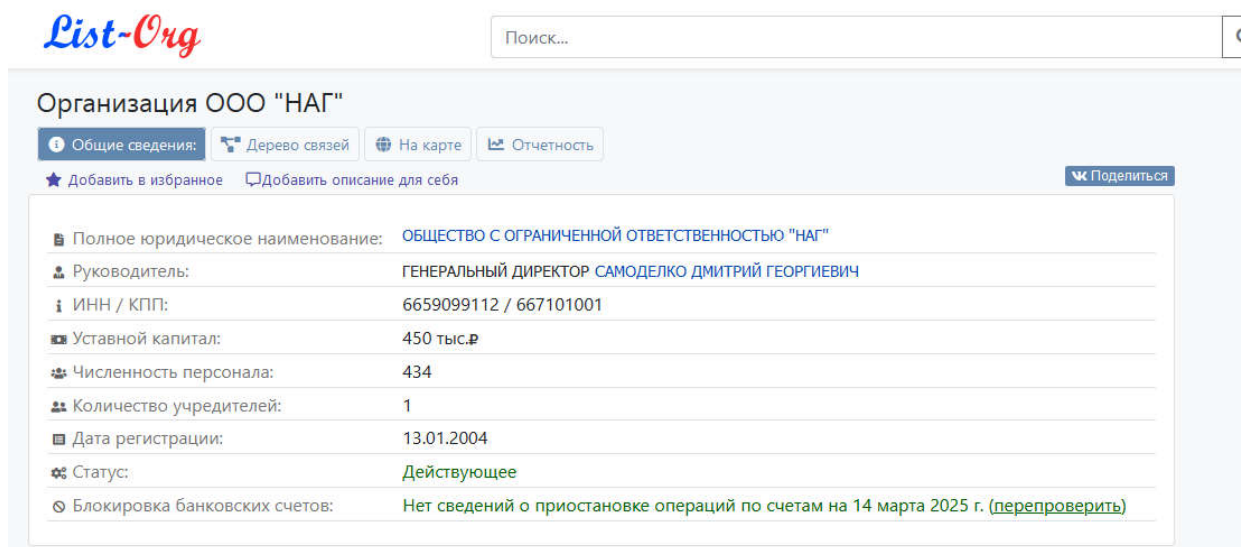 List-Org
Поиск...
Организация ООО "НАГ"
Общие сведения: Дерево связей На карте Отчетность
Добавить в избранное Добавить описание для себя Поделиться
Полное юридическое наименование: ОБЩЕСТВО С ОГРАНИЧЕННОЙ ОТВЕТСТВЕННОСТЬЮ "НАГ"
Руководитель: ГЕНЕРАЛЬНЫЙ ДИРЕКТОР САМОДЕЛКО ДМИТРИЙ ГЕОРГИЕВИЧ
ИНН / КПП: 6659099112 / 667101001
Уставной капитал: 450 тыс.₽
Численность персонала: 434
Количество учредителей: 1
Дата регистрации: 13.01.2004
Статус: Действующее
Блокировка банковских счетов: Нет сведений о приостановке операций по счетам на 14 марта 2025 г. (перепроверить)